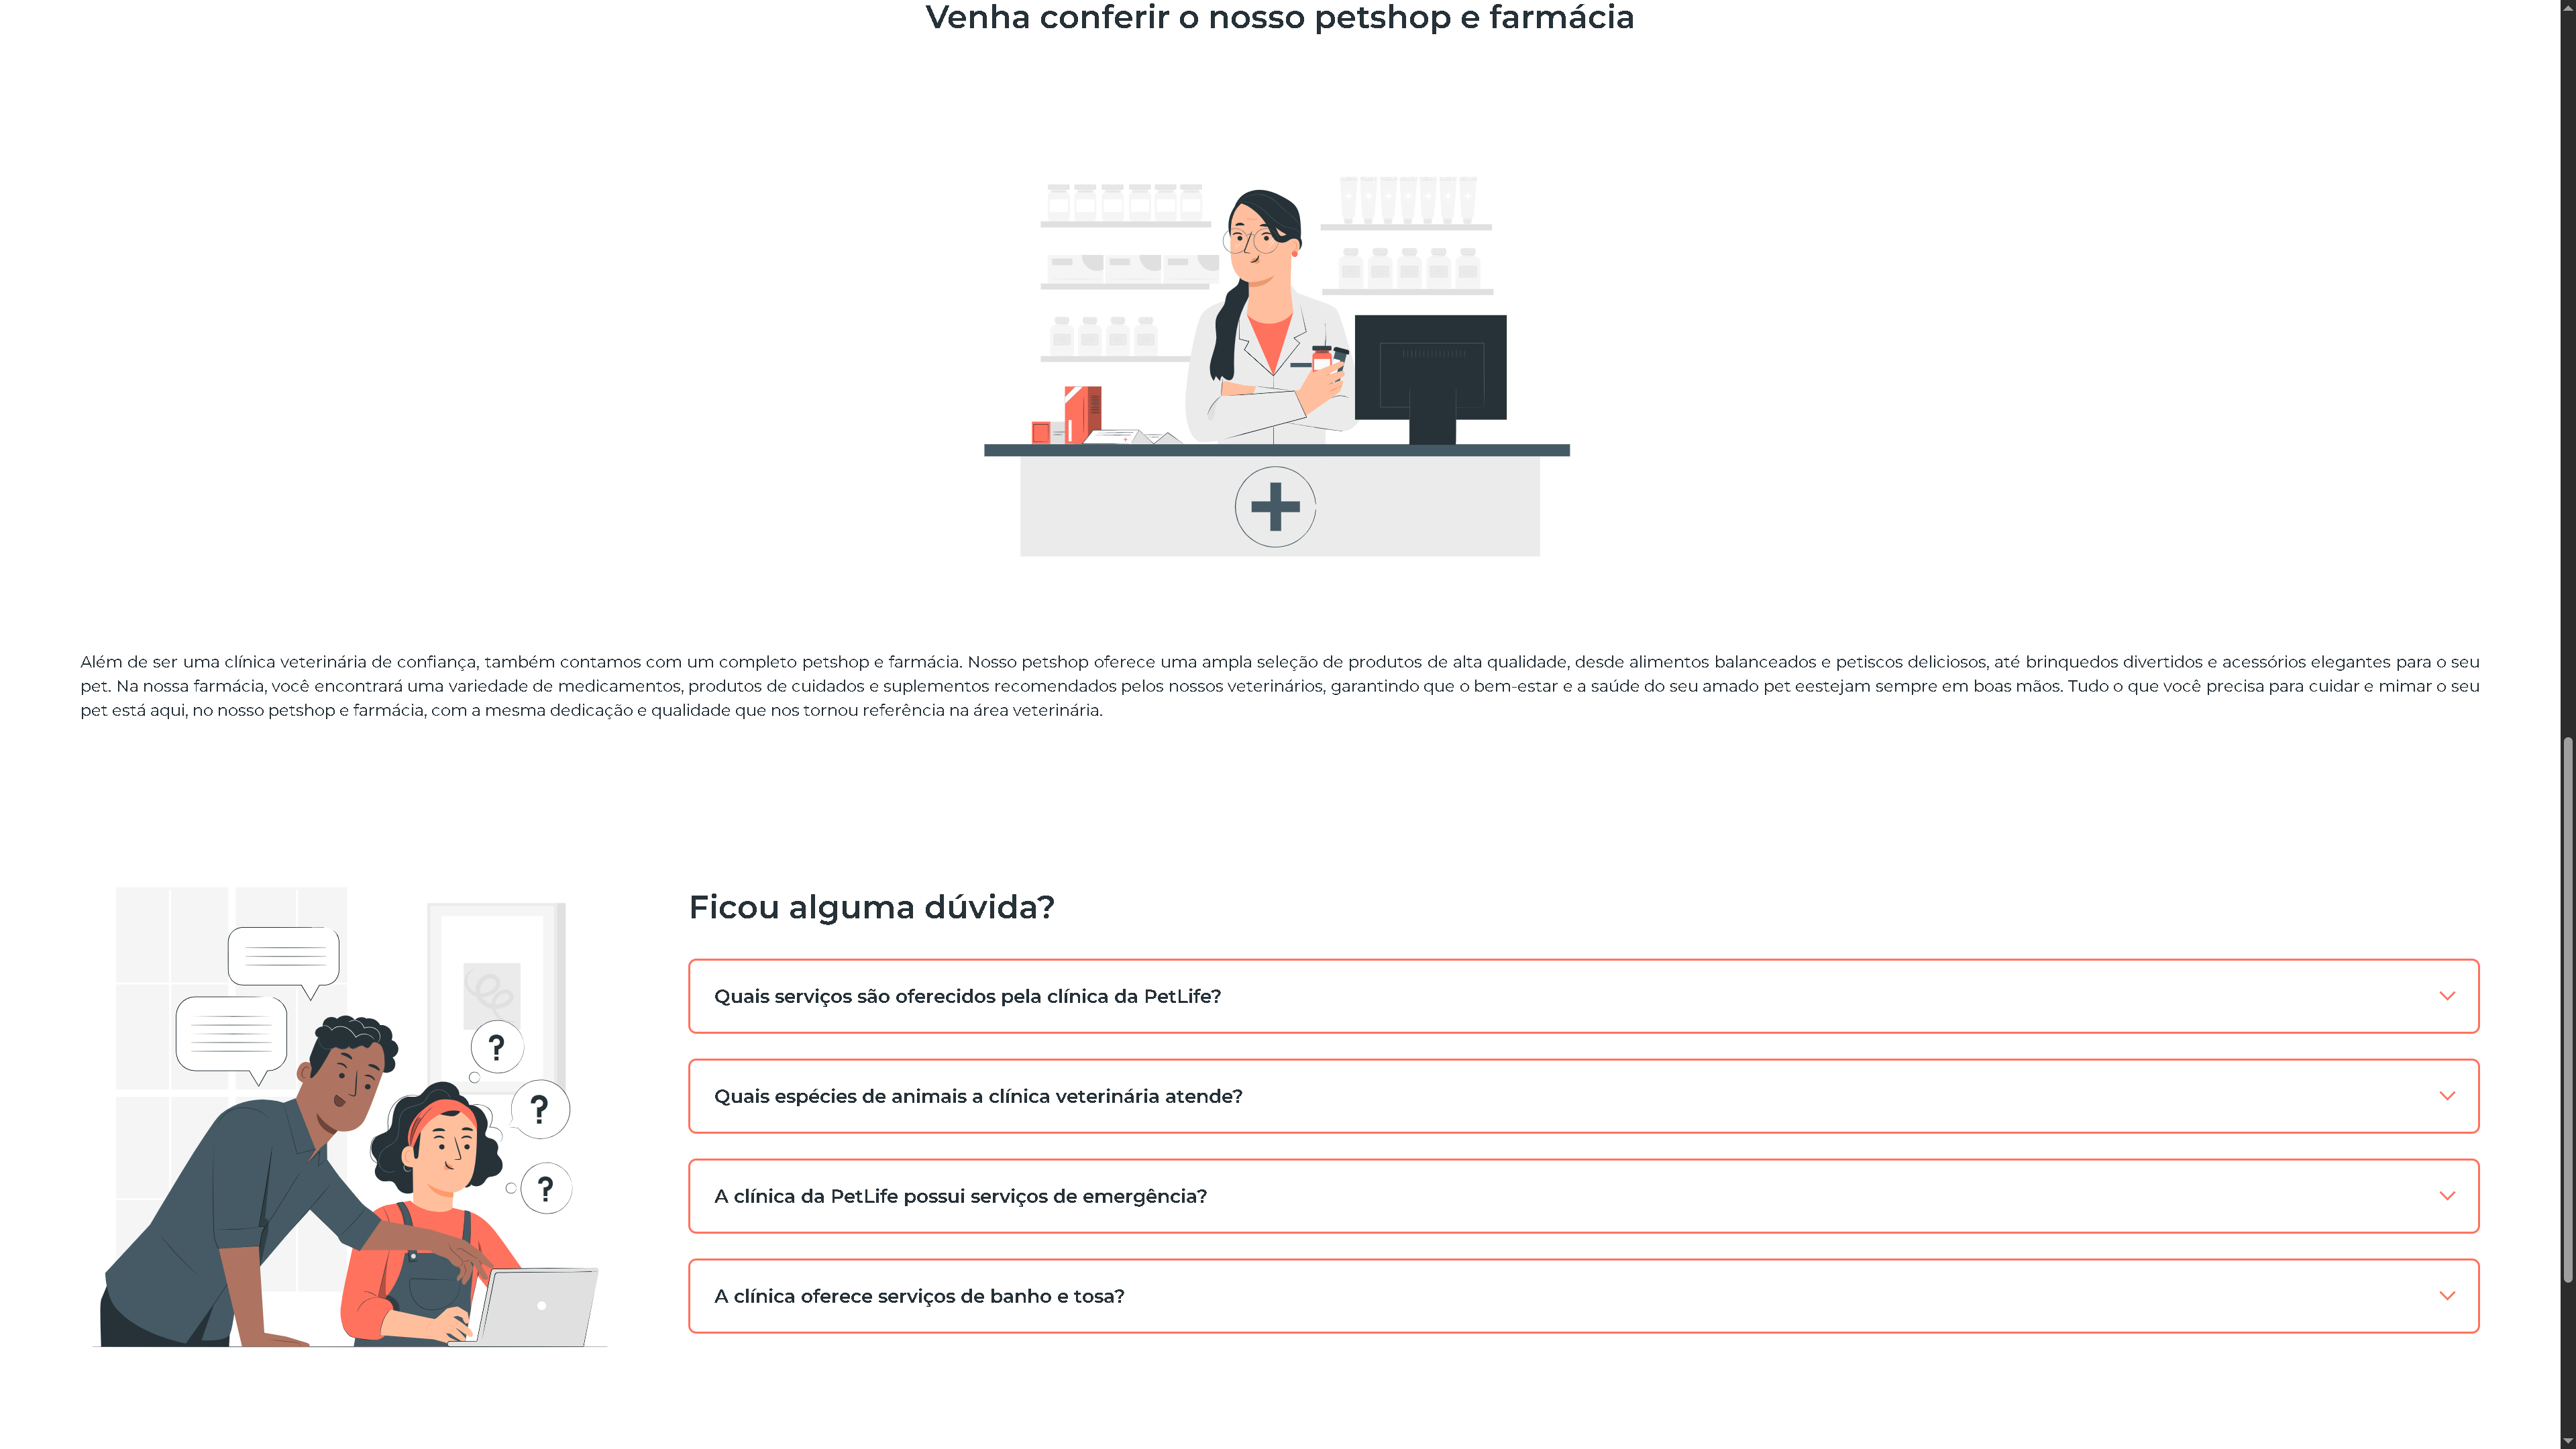 Venha conferir o nosso petshop e farmácia
Além de ser uma clínica veterinária de confiança, também contamos com um completo petshop e farmácia. Nosso petshop oferece uma ampla seleção de produtos de alta qualidade, desde alimentos balanceados e petiscos deliciosos, até brinquedos divertidos e acessórios elegantes para o seu
pet. Na nossa farmácia, você encontrará uma variedade de medicamentos, produtos de cuidados e suplementos recomendados pelos nossos veterinários, garantindo que o bem-estar e a saúde do seu amado pet eestejam sempre em boas mãos. Tudo o que você precisa para cuidar e mimar o seu
pet está aqui, no nosso petshop e farmácia, com a mesma dedicação e qualidade que nos tornou referência na área veterinária.
?
?
?
Ficou alguma dúvida?
Quais serviços são oferecidos pela clínica da PetLife?
Quais espécies de animais a clínica veterinária atende?
A clínica da PetLife possui serviços de emergência?
A clínica oferece serviços de banho e tosa?